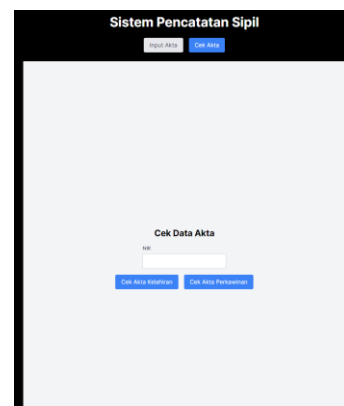 Sistem Pencatatan Sipil
Input Akta Cek Akta
Cek Data Akta
NIK
Cek Akta Kelahiran Cek Akta Perkawinan